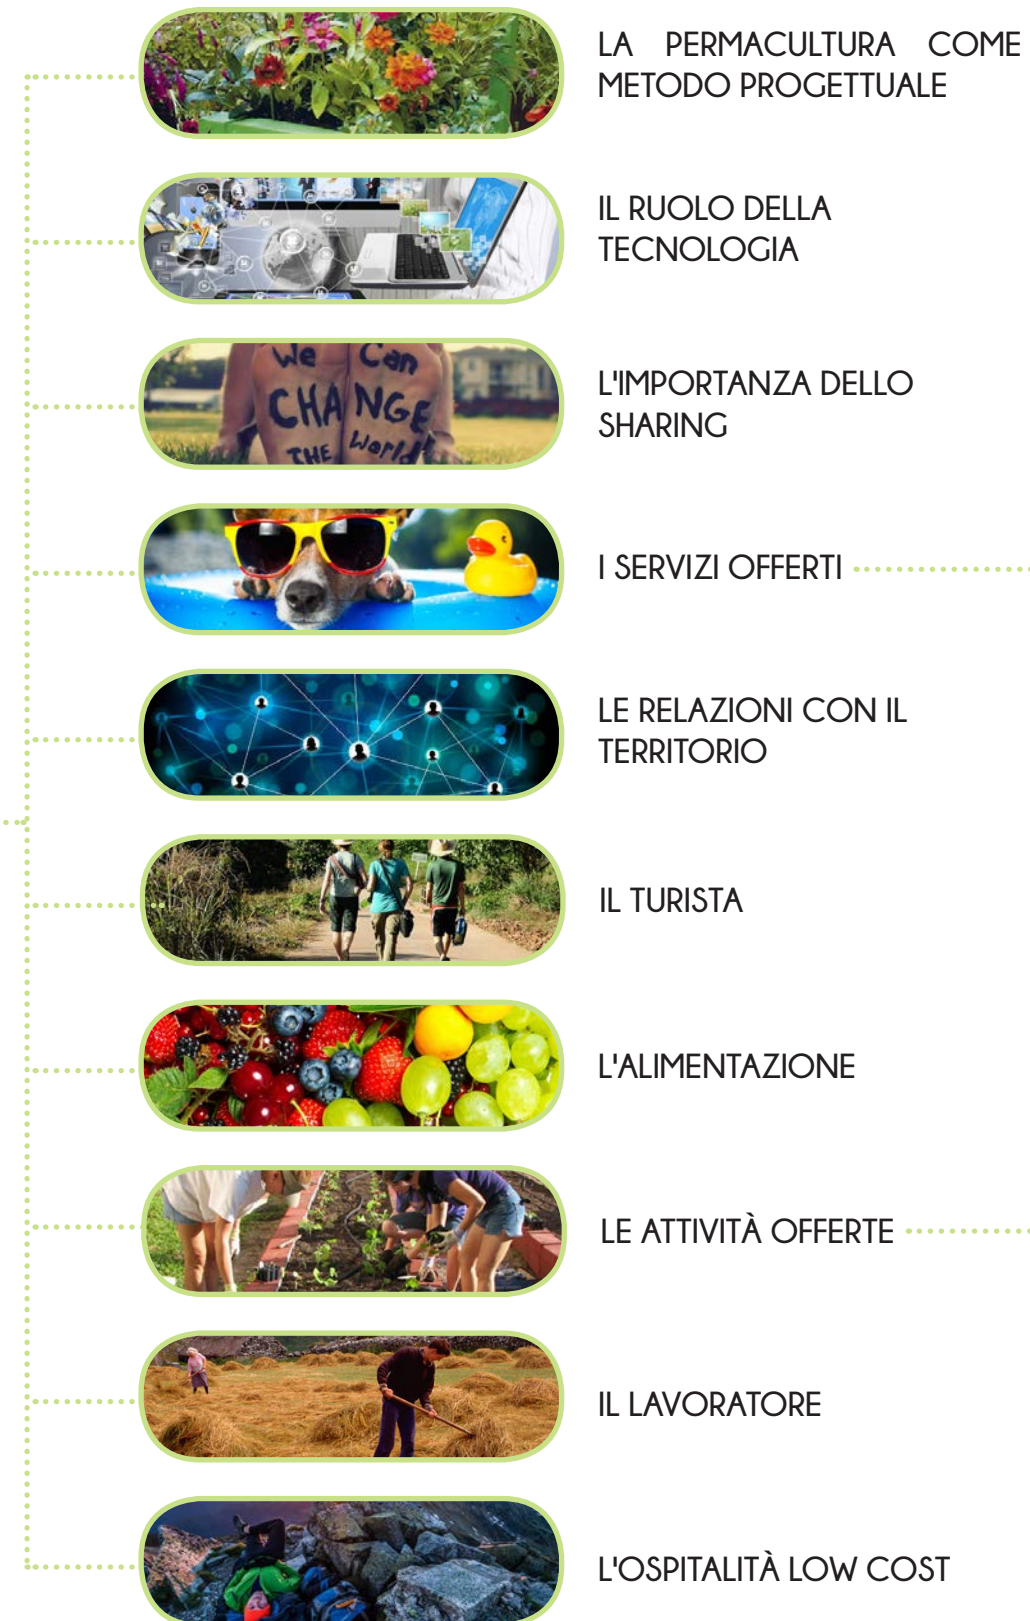 LA PERMACULTURA COME
METODO PROGETTUALE
IL RUOLO DELLA
TECNOLOGIA
We Can
CHANGE
THE World!
L'IMPORTANZA DELLO
SHARING
I SERVIZI OFFERTI
LE RELAZIONI CON IL
TERRITORIO
IL TURISTA
L'ALIMENTAZIONE
LE ATTIVITÀ OFFERTE
IL LAVORATORE
L'OSPITALITÀ LOW COST